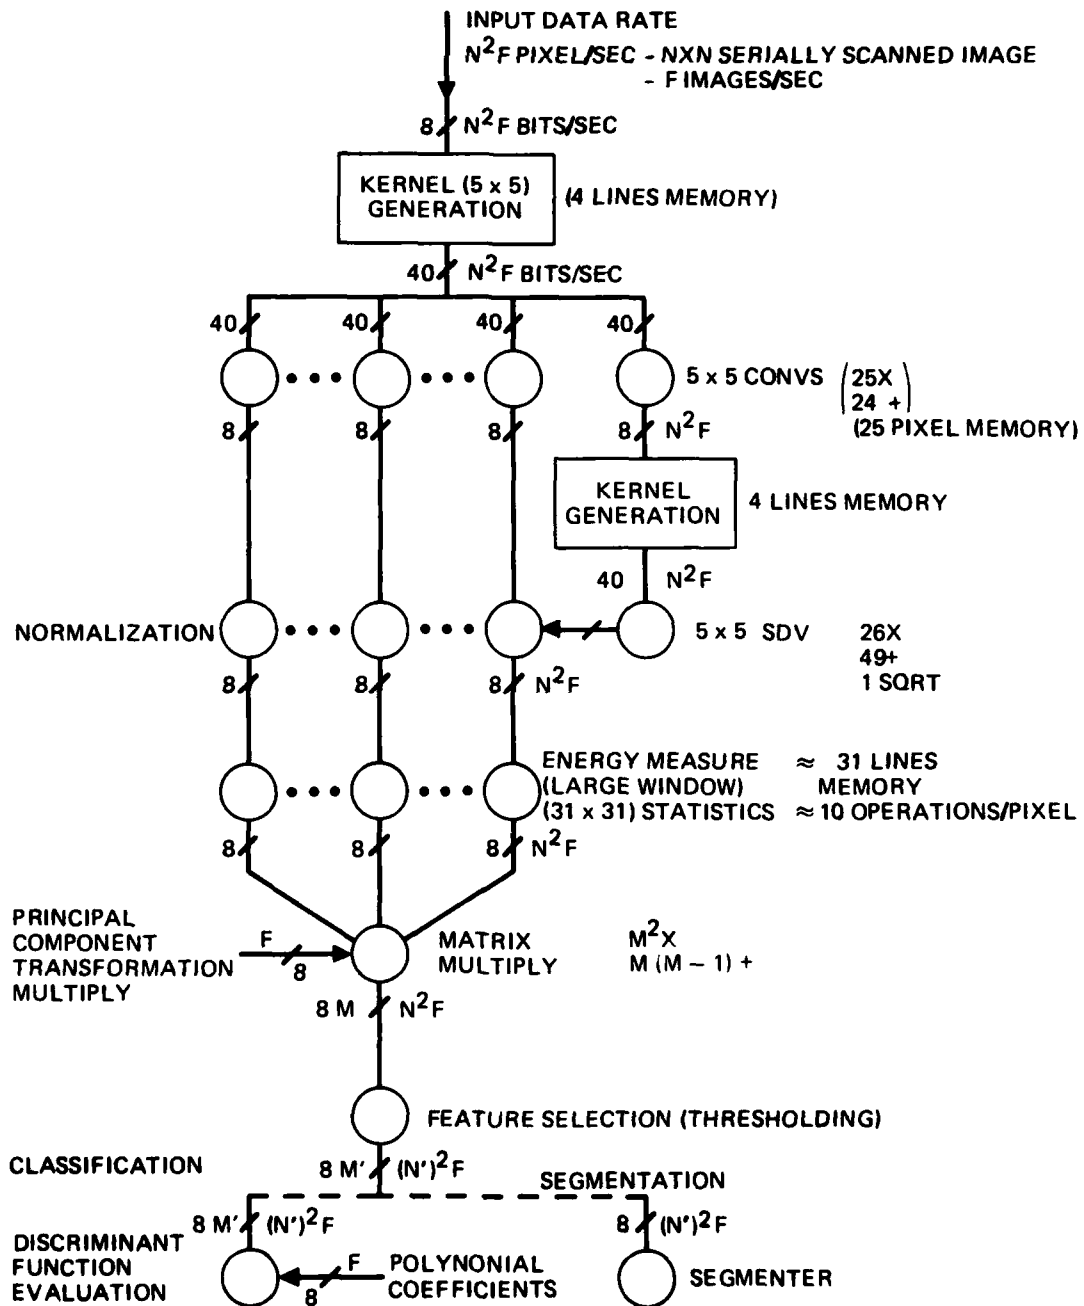 INPUT DATA RATE
N²F PIXEL/SEC - NXN SERIALLY SCANNED IMAGE
- F IMAGES/SEC
8 N²F BITS/SEC
KERNEL (5 x 5)
GENERATION
(4 LINES MEMORY)
40 N²F BITS/SEC
40 40 40 40
5 x 5 CONVS (25X
24 +)
(25 PIXEL MEMORY)
8 8 8 8 N²F
KERNEL
GENERATION
4 LINES MEMORY
40 N²F
NORMALIZATION
5 x 5 SDV 26X
49+
1 SQRT
8 8 8 N²F
ENERGY MEASURE ≈ 31 LINES
(LARGE WINDOW) MEMORY
(31 x 31) STATISTICS ≈ 10 OPERATIONS/PIXEL
8 8 8 N²F
PRINCIPAL
COMPONENT
TRANSFORMATION
MULTIPLY
F
8
MATRIX M²X
MULTIPLY M (M – 1) +
8 M N²F
FEATURE SELECTION (THRESHOLDING)
CLASSIFICATION
8 M' (N')²F
SEGMENTATION
8 M' (N')²F
8 (N')²F
DISCRIMINANT
FUNCTION
EVALUATION
F
8
POLYNONIAL
COEFFICIENTS
SEGMENTER